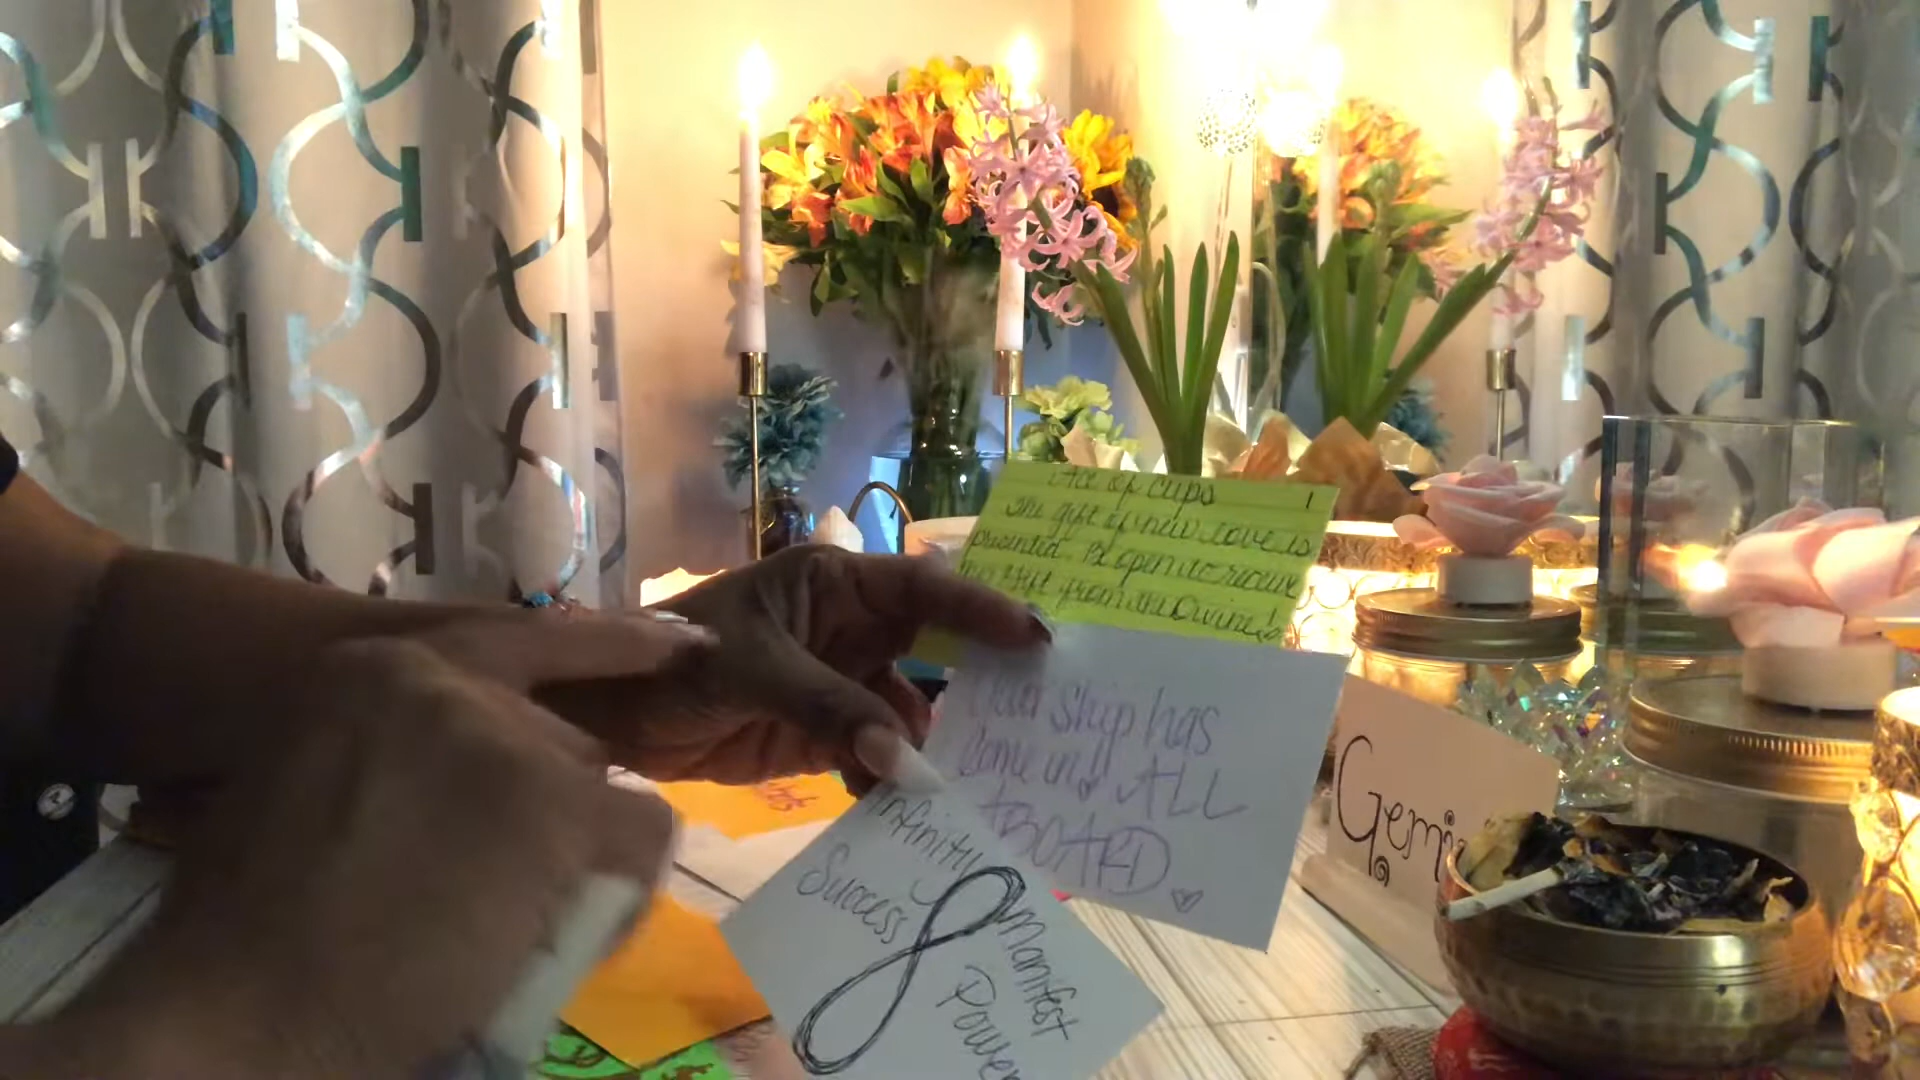 Ace of cups
!
The gift of new love is
presented. Be open to receive
this gift from the Divine!
Your ship has
come in!! ALL
ABOARD
Infinity
Success
Manifest
Power
Gemi